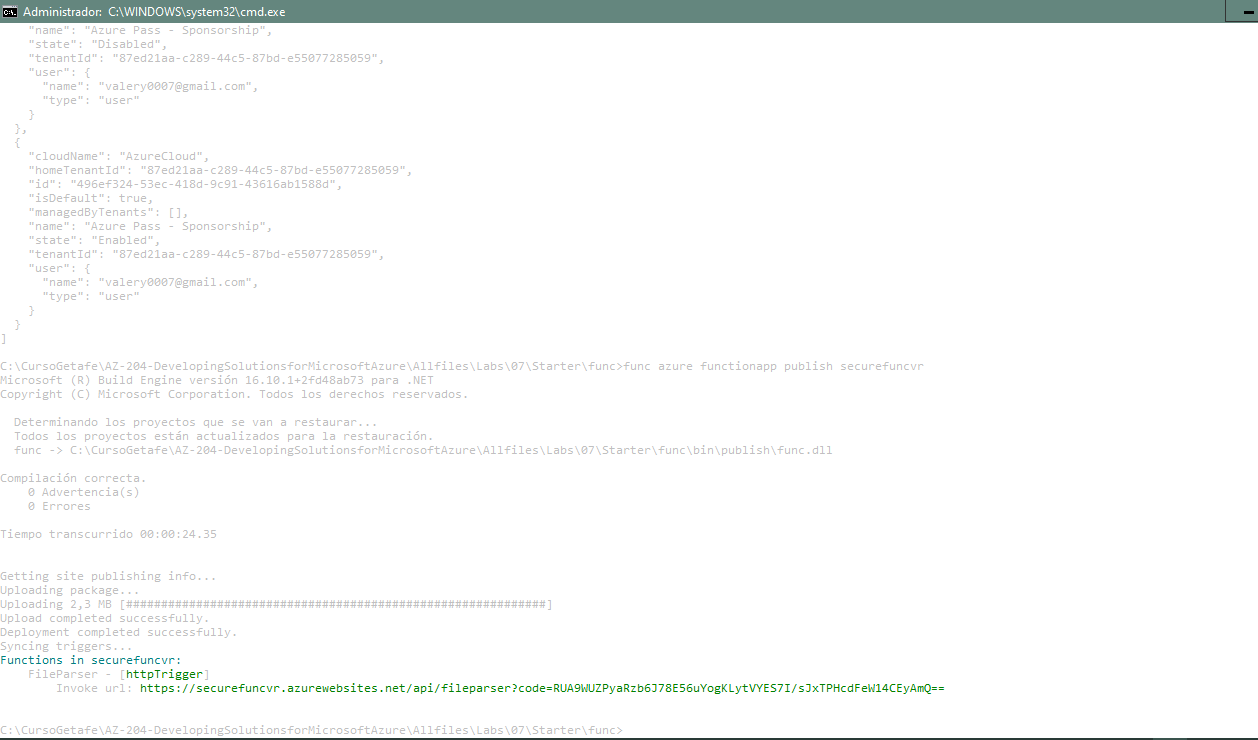 Administrador: C:\WINDOWS\system32\cmd.exe
"name": "Azure Pass - Sponsorship",
"state": "Disabled",
"tenantId": "87ed21aa-c289-44c5-87bd-e55077285059",
"user": {
"name": "valery0007@gmail.com",
"type": "user"
}
},
{
"cloudName": "AzureCloud",
"homeTenantId": "87ed21aa-c289-44c5-87bd-e55077285059",
"id": "496ef324-53ec-418d-9c91-43616ab1588d",
"isDefault": true,
"managedByTenants": [],
"name": "Azure Pass - Sponsorship",
"state": "Enabled",
"tenantId": "87ed21aa-c289-44c5-87bd-e55077285059",
"user": {
"name": "valery0007@gmail.com",
"type": "user"
}
}
]
C:\CursoGetafe\AZ-204-DevelopingSolutionsforMicrosoftAzure\Allfiles\Labs\07\Starter\func>func azure functionapp publish securefuncvr
Microsoft (R) Build Engine versión 16.10.1+2fd48ab73 para .NET
Copyright (C) Microsoft Corporation. Todos los derechos reservados.
Determinando los proyectos que se van a restaurar...
Todos los proyectos están actualizados para la restauración.
func -> C:\CursoGetafe\AZ-204-DevelopingSolutionsforMicrosoftAzure\Allfiles\Labs\07\Starter\func\bin\publish\func.dll
Compilación correcta.
0 Advertencia(s)
0 Errores
Tiempo transcurrido 00:00:24.35
Getting site publishing info...
Uploading package...
Uploading 2,3 MB [############################################################]
Upload completed successfully.
Deployment completed successfully.
Syncing triggers...
Functions in securefuncvr:
FileParser - [httpTrigger]
Invoke url: https://securefuncvr.azurewebsites.net/api/fileparser?code=RUA9WUZPyaRzb6J78E56uYogKLytVYES7I/sJxTPHcdFeW14CEyAmQ==
C:\CursoGetafe\AZ-204-DevelopingSolutionsforMicrosoftAzure\Allfiles\Labs\07\Starter\func>